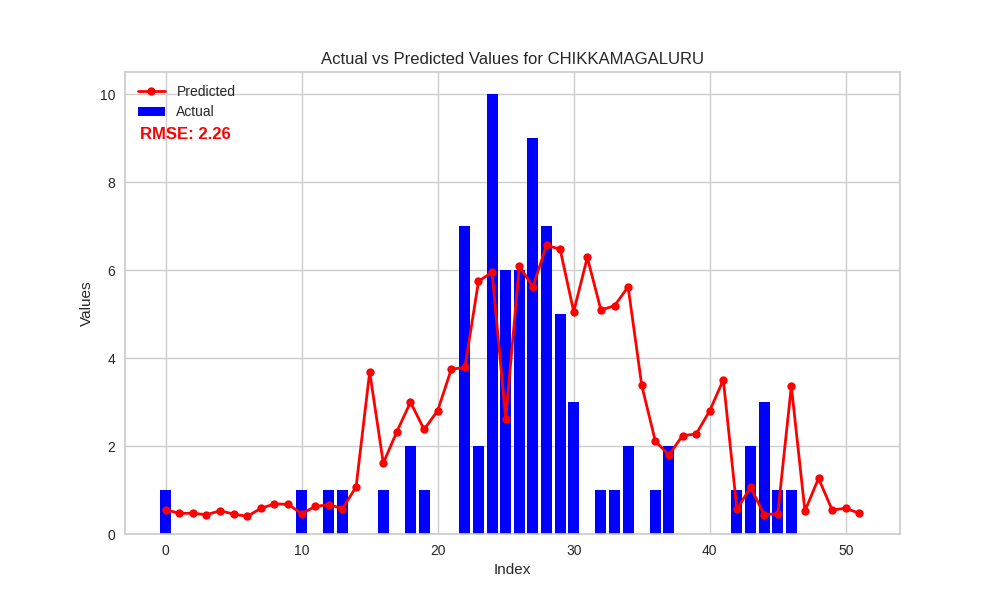 Actual vs Predicted Values for CHIKKAMAGALURU
Predicted
Actual
RMSE: 2.26
10
8
6
4
2
0
Values
0 10 20 30 40 50
Index